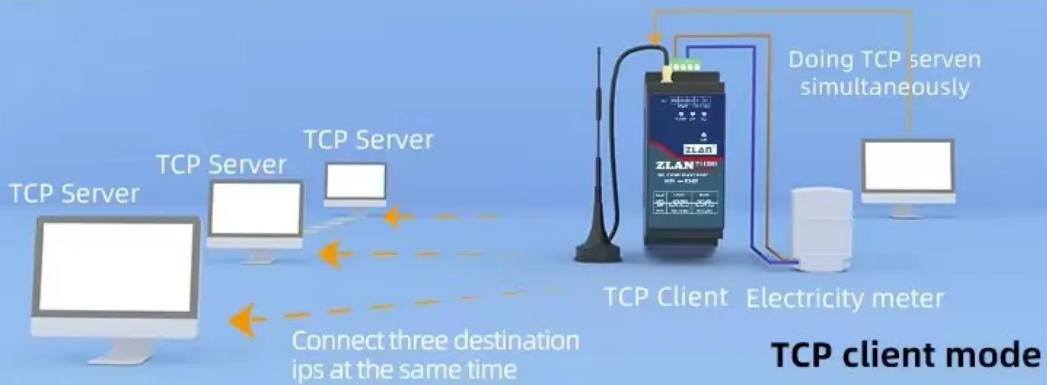 TCP Server
TCP Server
TCP Server
Doing TCP serven
simultaneously
ZLAN
ZLAN
TCP Client
Electricity meter
Connect three destination
ips at the same time
TCP client mode